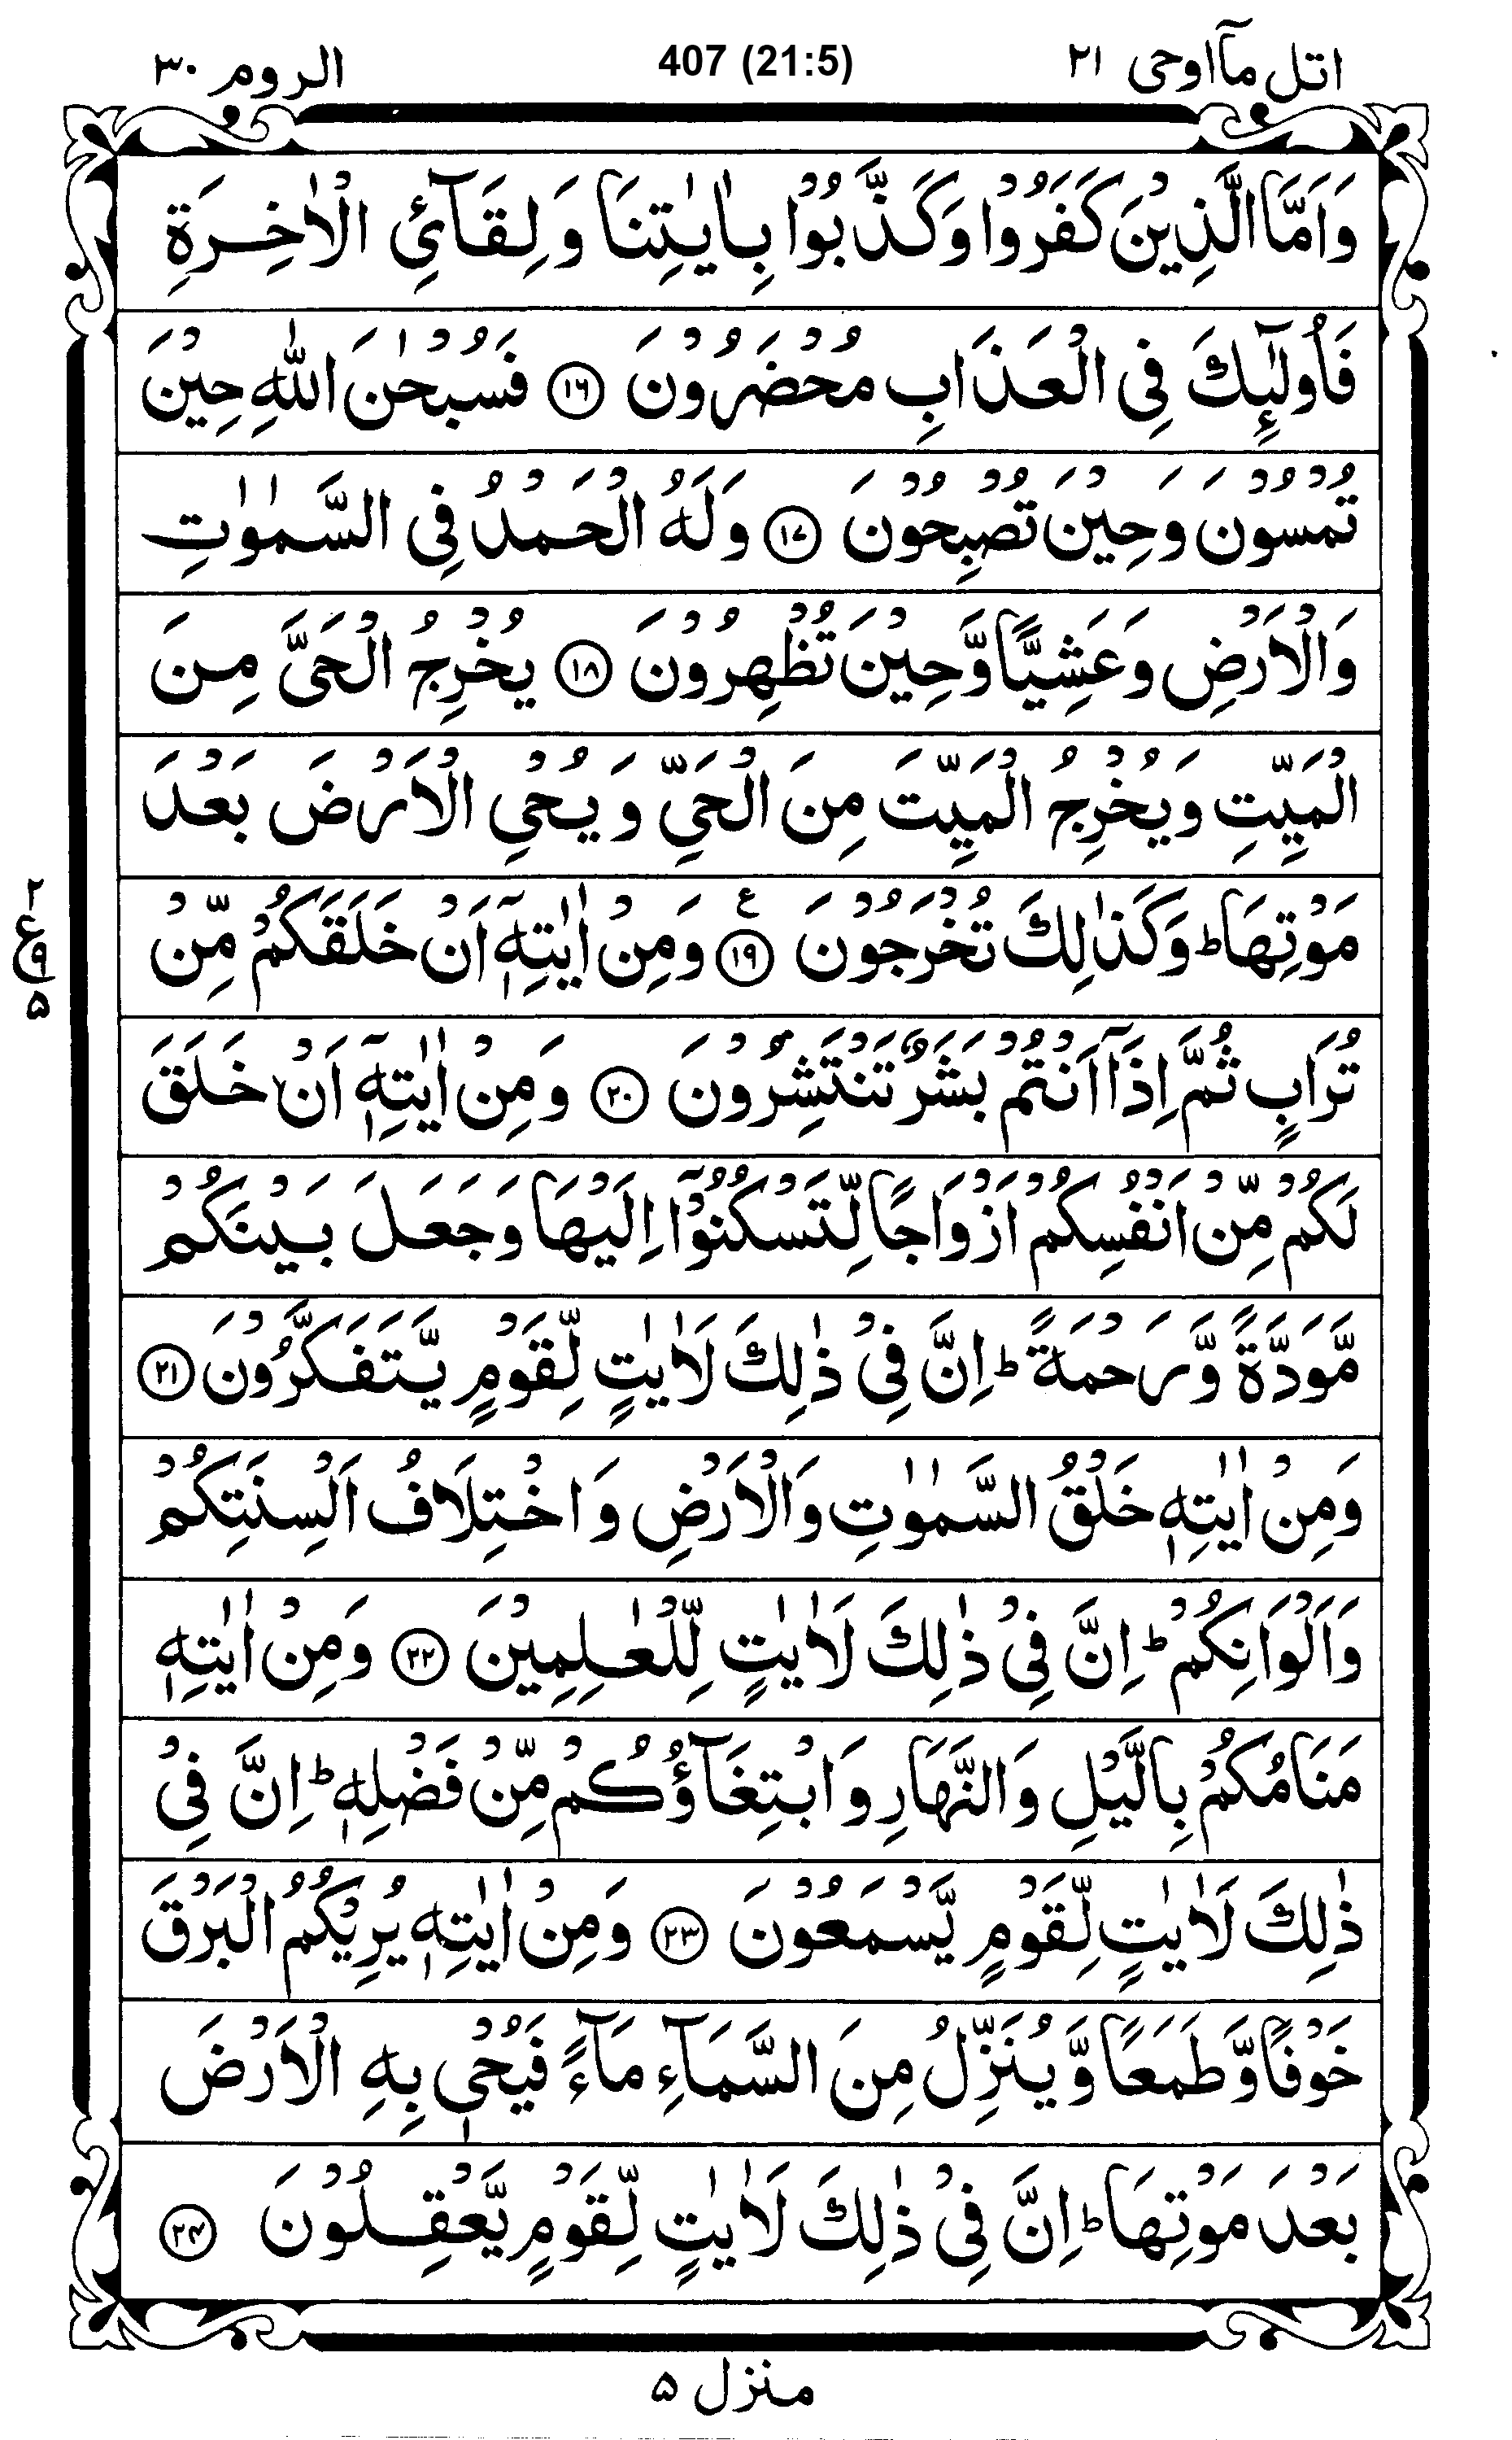 اتل مآاوحی ۲۱ 407 (21:5) الروم ۳۰
وَاَمَّا الَّذِيْنَ كَفَرُوْا وَكَذَّبُوْا بِاٰيٰتِنَا وَلِقَآئِ الْاٰخِرَةِ
فَاُولٰٓئِكَ فِى الْعَذَابِ مُحْضَرُوْنَ ۝۱۶ فَسُبْحٰنَ اللّٰهِ حِيْنَ
تُمْسُوْنَ وَحِيْنَ تُصْبِحُوْنَ ۝۱۷ وَلَهُ الْحَمْدُ فِى السَّمٰوٰتِ
وَالْاَرْضِ وَعَشِيًّا وَّحِيْنَ تُظْهِرُوْنَ ۝۱۸ يُخْرِجُ الْحَىَّ مِنَ
الْمَيِّتِ وَيُخْرِجُ الْمَيِّتَ مِنَ الْحَىِّ وَيُحْىِ الْاَرْضَ بَعْدَ
مَوْتِهَا ؕ وَكَذٰلِكَ تُخْرَجُوْنَ ۝۱۹ ع وَمِنْ اٰيٰتِهٖۤ اَنْ خَلَقَكُمْ مِّنْ
۲ ع ۹ ۵
تُرَابٍ ثُمَّ اِذَاۤ اَنْتُمْ بَشَرٌ تَنْتَشِرُوْنَ ۝۲۰ وَمِنْ اٰيٰتِهٖۤ اَنْ خَلَقَ
لَكُمْ مِّنْ اَنْفُسِكُمْ اَزْوَاجًا لِّتَسْكُنُوْۤا اِلَيْهَا وَجَعَلَ بَيْنَكُمْ
مَّوَدَّةً وَّرَحْمَةً ؕ اِنَّ فِىْ ذٰلِكَ لَاٰيٰتٍ لِّقَوْمٍ يَّتَفَكَّرُوْنَ ۝۲۱
وَمِنْ اٰيٰتِهٖ خَلْقُ السَّمٰوٰتِ وَالْاَرْضِ وَاخْتِلَافُ اَلْسِنَتِكُمْ
وَاَلْوَانِكُمْ ؕ اِنَّ فِىْ ذٰلِكَ لَاٰيٰتٍ لِّلْعٰلِمِيْنَ ۝۲۲ وَمِنْ اٰيٰتِهٖ
مَنَامُكُمْ بِالَّيْلِ وَالنَّهَارِ وَابْتِغَآؤُكُمْ مِّنْ فَضْلِهٖ ؕ اِنَّ فِىْ
ذٰلِكَ لَاٰيٰتٍ لِّقَوْمٍ يَّسْمَعُوْنَ ۝۲۳ وَمِنْ اٰيٰتِهٖ يُرِيْكُمُ الْبَرْقَ
خَوْفًا وَّطَمَعًا وَّيُنَزِّلُ مِنَ السَّمَآءِ مَآءً فَيُحْىٖ بِهِ الْاَرْضَ
بَعْدَ مَوْتِهَا ؕ اِنَّ فِىْ ذٰلِكَ لَاٰيٰتٍ لِّقَوْمٍ يَّعْقِلُوْنَ ۝۲۴
منزل ۵